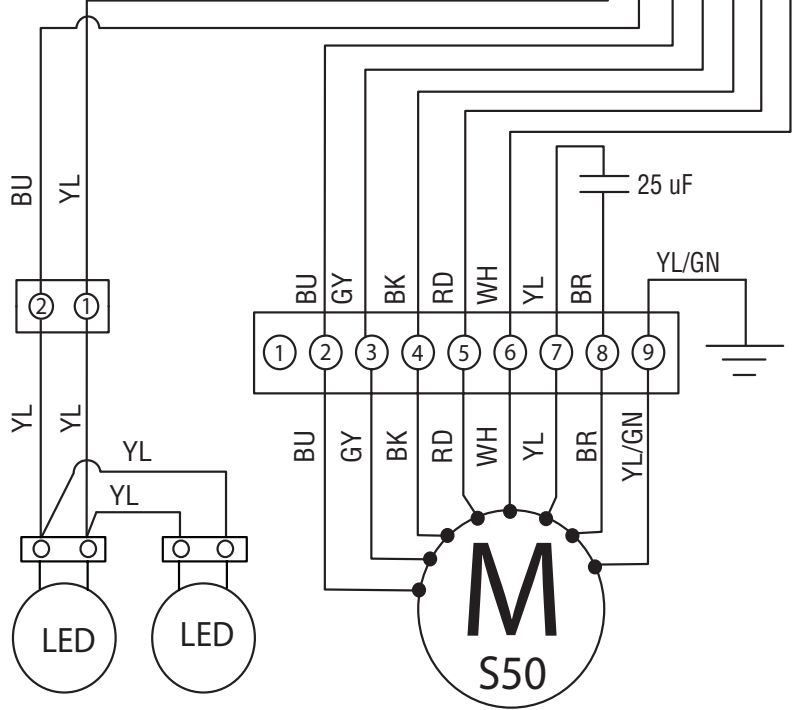 BU YL
25 uF
YL/GN
BU GY BK RD WH YL BR
2 1
1 2 3 4 5 6 7 8 9
YL YL
BU GY BK RD WH YL BR YL/GN
YL
YL
M
LED LED
S50